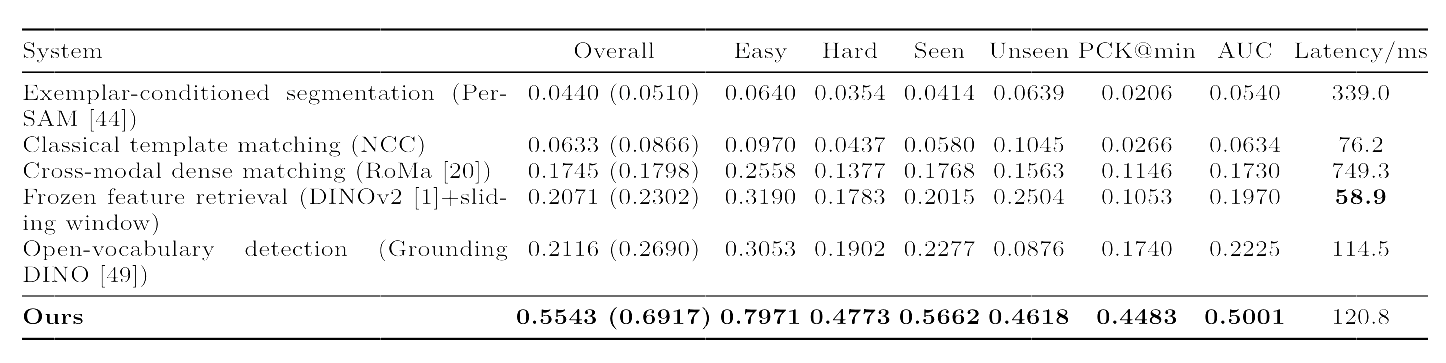 System Overall Easy Hard Seen Unseen PCK@min AUC Latency/ms
Exemplar-conditioned segmentation (Per- 0.0440 (0.0510) 0.0640 0.0354 0.0414 0.0639 0.0206 0.0540 339.0
SAM [44])
Classical template matching (NCC) 0.0633 (0.0866) 0.0970 0.0437 0.0580 0.1045 0.0266 0.0634 76.2
Cross-modal dense matching (RoMa [20]) 0.1745 (0.1798) 0.2558 0.1377 0.1768 0.1563 0.1146 0.1730 749.3
Frozen feature retrieval (DINOv2 [1]+slid- 0.2071 (0.2302) 0.3190 0.1783 0.2015 0.2504 0.1053 0.1970 58.9
ing window)
Open-vocabulary detection (Grounding 0.2116 (0.2690) 0.3053 0.1902 0.2277 0.0876 0.1740 0.2225 114.5
DINO [49])
Ours 0.5543 (0.6917) 0.7971 0.4773 0.5662 0.4618 0.4483 0.5001 120.8